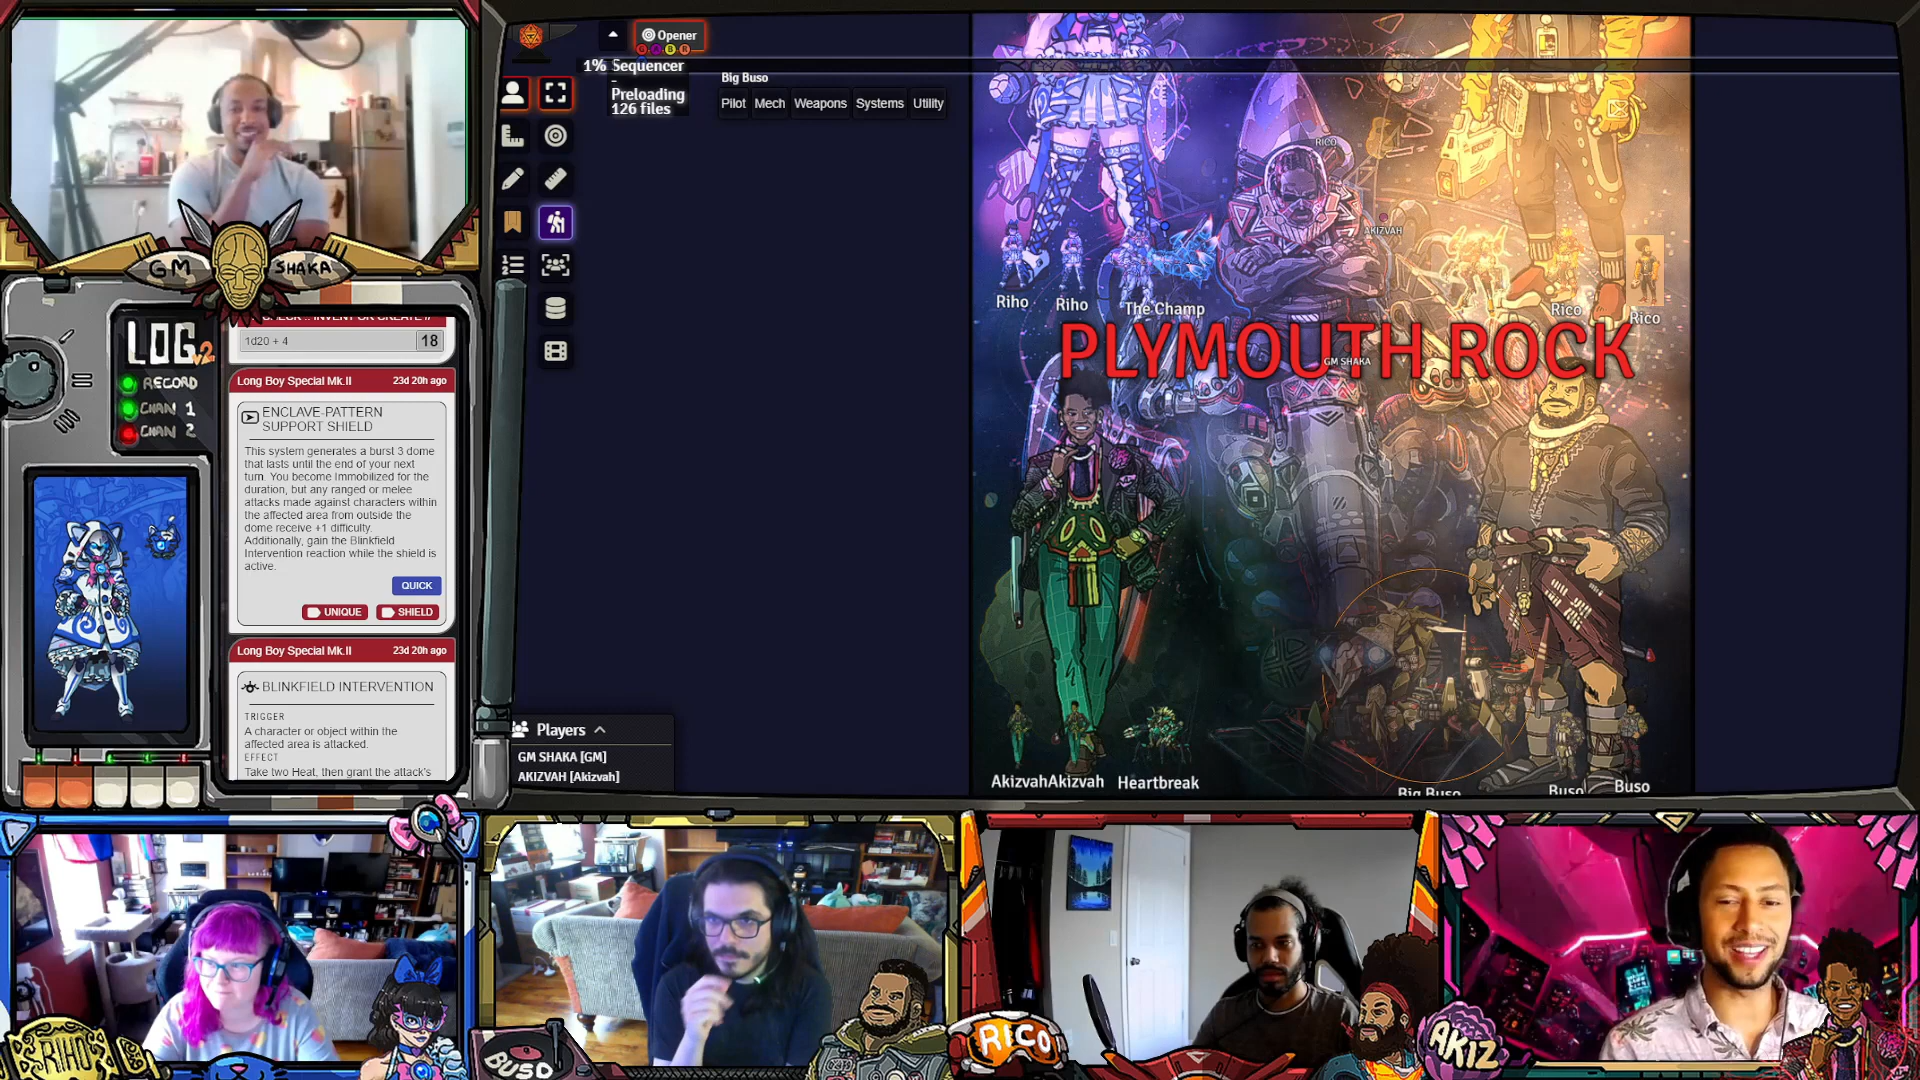 GM SHAKA
LOG v2
RECORD
CHAN 1
CHAN 2
1d20 + 4
18
Long Boy Special Mk.II
23d 20h ago
ENCLAVE-PATTERN
SUPPORT SHIELD
This system generates a burst 3 dome
that lasts until the end of your next
turn. You become Immobilized for the
duration, but any ranged or melee
attacks made against characters within
the affected area from outside the
dome receive +1 difficulty.
Additionally, gain the Blinkfield
Intervention reaction while the shield is
active.
QUICK
UNIQUE
SHIELD
Long Boy Special Mk.II
23d 20h ago
BLINKFIELD INTERVENTION
TRIGGER
A character or object within the
affected area is attacked.
EFFECT
Take two Heat, then grant the attack's
Opener
G A B R
1% Sequencer
-
Preloading
126 files
Big Buso
Pilot
Mech
Weapons
Systems
Utility
RICO
AKIZVAH
Riho
Riho
The Champ
Rico
Rico
PLYMOUTH ROCK
GM SHAKA
Players
GM SHAKA [GM]
AKIZVAH [Akizvah]
Akizvah
Akizvah
Heartbreak
Big Buso
Buso
Buso
RIHO
BUSO
RICO
AKIZ